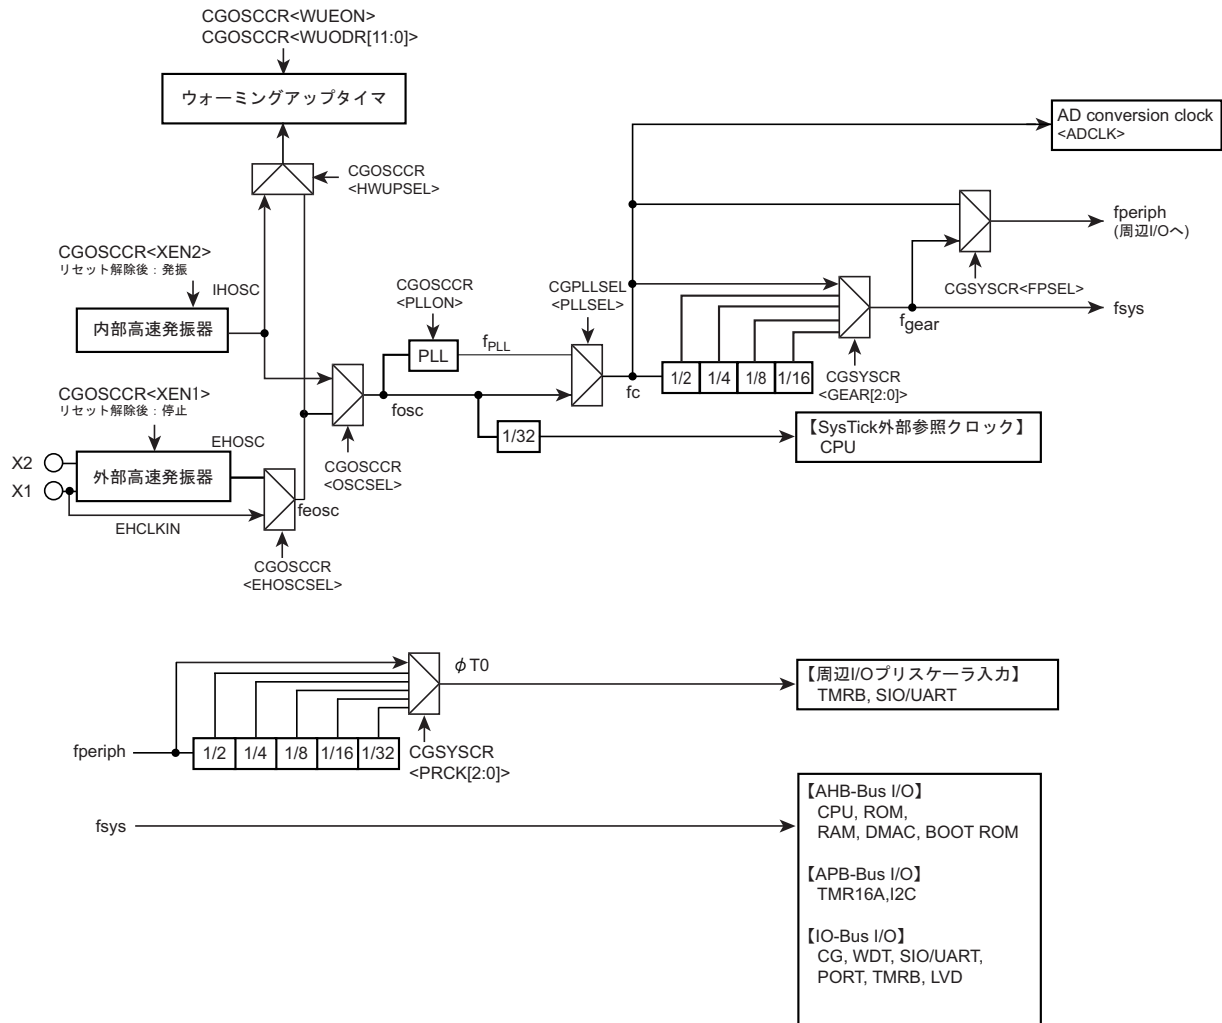 CGOSCCR<WUEON>
CGOSCCR<WUODR[11:0]>
ウォーミングアップタイマ
CGOSCCR
<HWUPSEL>
AD conversion clock
<ADCLK>
fperiph
(周辺I/Oへ)
CGSYSCR<FPSEL>
fsys
CGOSCCR<XEN2>
リセット解除後：発振
IHOSC
内部高速発振器
CGOSCCR
<PLLON>
CGPLLSEL
<PLLSEL>
PLL
fPLL
fgear
fc
1/2
1/4
1/8
1/16
CGSYSCR
<GEAR[2:0]>
CGOSCCR<XEN1>
リセット解除後：停止
fosc
1/32
【SysTick外部参照クロック】
CPU
EHOSC
X2
X1
外部高速発振器
CGOSCCR
<OSCSEL>
feosc
EHCLKIN
CGOSCCR
<EHOSCSEL>
φT0
【周辺I/Oプリスケーラ入力】
TMRB, SIO/UART
fperiph
1/2
1/4
1/8
1/16
1/32
CGSYSCR
<PRCK[2:0]>
fsys
【AHB-Bus I/O】
CPU, ROM,
RAM, DMAC, BOOT ROM
【APB-Bus I/O】
TMR16A,I2C
【IO-Bus I/O】
CG, WDT, SIO/UART,
PORT, TMRB, LVD